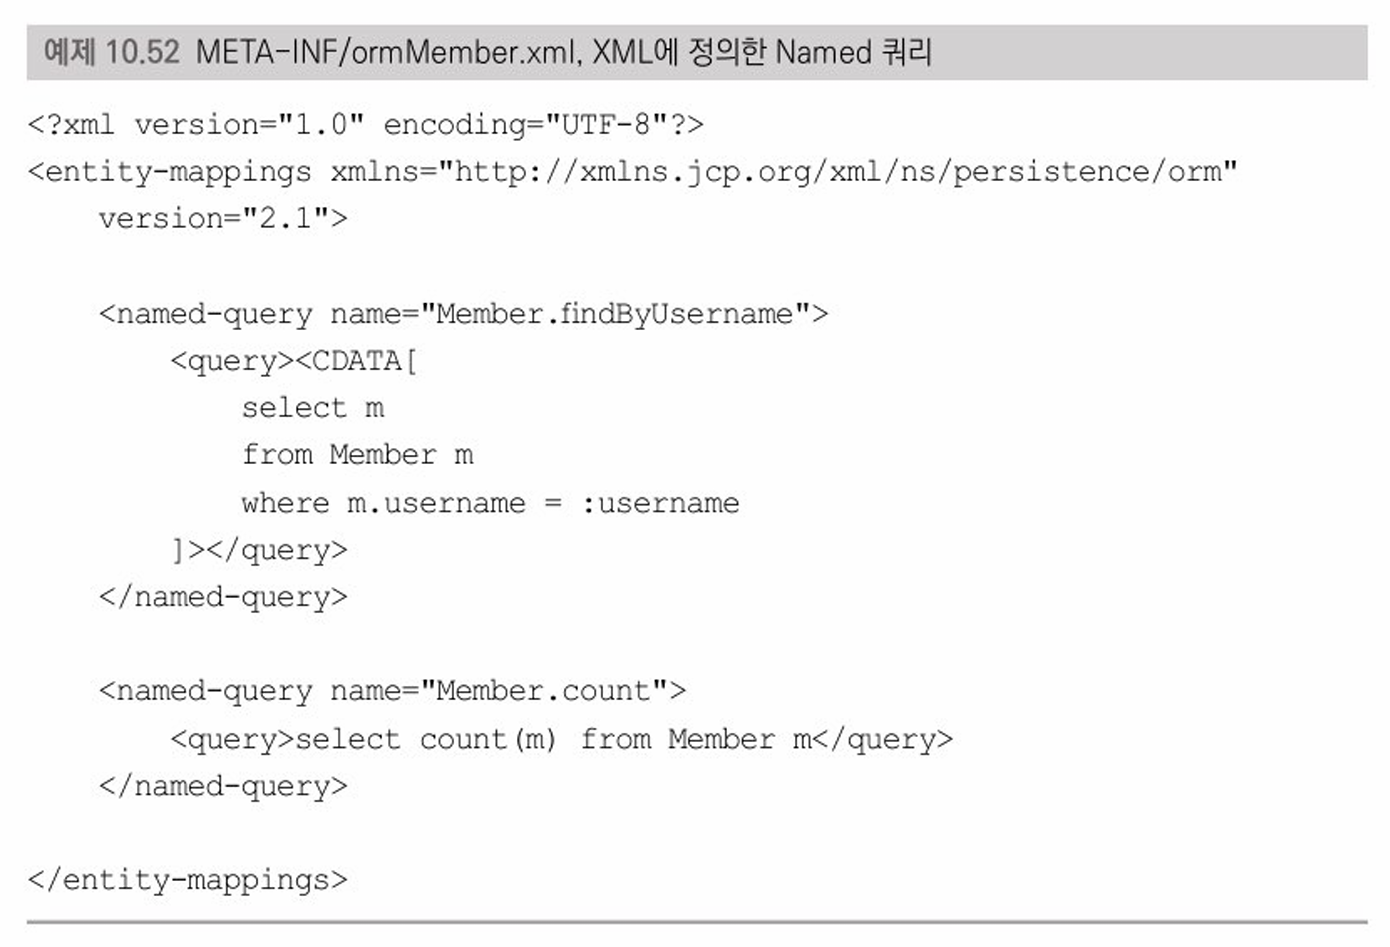 예제 10.52 META-INF/ormMember.xml, XML에 정의한 Named 쿼리
<?xml version="1.0" encoding="UTF-8"?>
<entity-mappings xmlns="http://xmlns.jcp.org/xml/ns/persistence/orm"
    version="2.1">

    <named-query name="Member.findByUsername">
        <query><CDATA[
            select m
            from Member m
            where m.username = :username
        ]></query>
    </named-query>

    <named-query name="Member.count">
        <query>select count(m) from Member m</query>
    </named-query>

</entity-mappings>